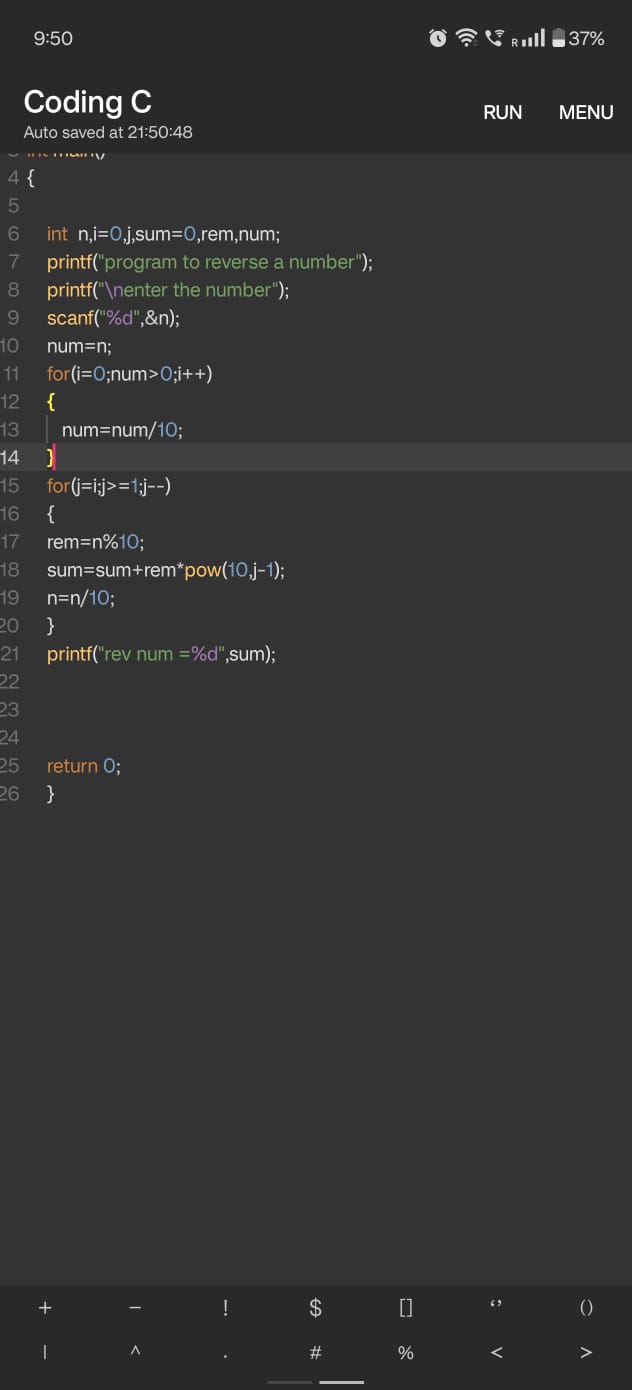 9:50
R 37%
Coding C
RUN MENU
Auto saved at 21:50:48
3 int main()
4 {
5
6 int n,i=0,j,sum=0,rem,num;
7 printf("program to reverse a number");
8 printf("\nenter the number");
9 scanf("%d",&n);
10 num=n;
11 for(i=0;num>0;i++)
12 {
13 num=num/10;
14 }
15 for(j=i;j>=1;j--)
16 {
17 rem=n%10;
18 sum=sum+rem*pow(10,j-1);
19 n=n/10;
20 }
21 printf("rev num =%d",sum);
22
23
24
25 return 0;
26 }
+ − ! $ [] ‘’ ()
| ^ . # % < >